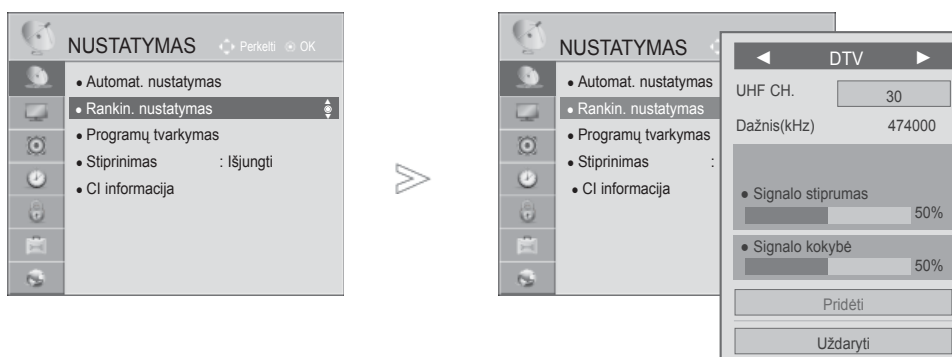 NUSTATYMAS Perkelti OK
• Automat. nustatymas
• Rankin. nustatymas
• Programų tvarkymas
• Stiprinimas : Išjungti
• CI informacija
NUSTATYMAS
• Automat. nustatymas
• Rankin. nustatymas
• Programų tvarkymas
• Stiprinimas :
• CI informacija
◄ DTV ►
UHF CH. 30
Dažnis(kHz) 474000
• Signalo stiprumas
50%
• Signalo kokybė
50%
Pridėti
Uždaryti